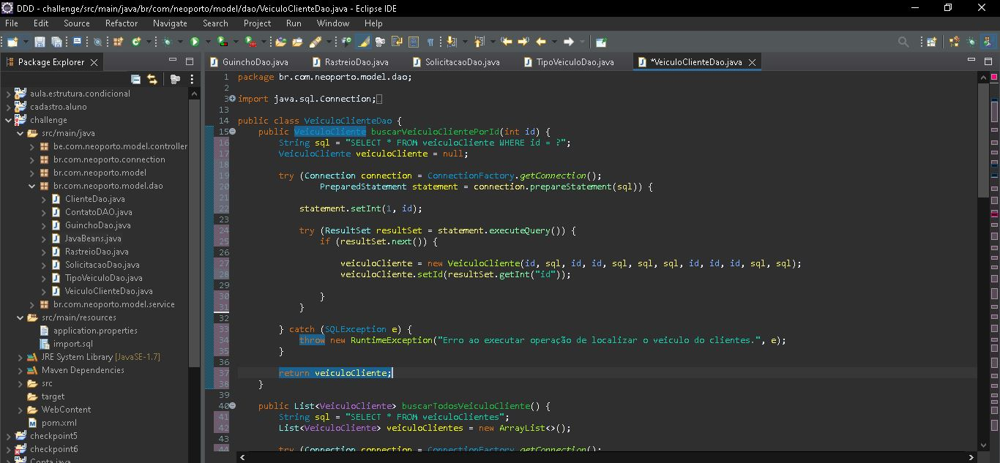 DDD - challenge/src/main/java/br/com/neoporto/model/dao/VeiculoClienteDao.java - Eclipse IDE
File Edit Source Refactor Navigate Search Project Run Window Help
Package Explorer
GuinchoDao.java RastreioDao.java SolicitacaoDao.java TipoVeiculoDao.java *VeiculoClienteDao.java
aula.estrutura.condicional
cadastro.aluno
challenge
src/main/java
be.com.neoporto.model.controller
br.com.neoporto.connection
br.com.neoporto.model
br.com.neoporto.model.dao
ClienteDao.java
ContatoDAO.java
GuinchoDao.java
JavaBeans.java
RastreioDao.java
SolicitacaoDao.java
TipoVeiculoDao.java
VeiculoClienteDao.java
br.com.neoporto.model.service
src/main/resources
application.properties
import.sql
JRE System Library [JavaSE-1.7]
Maven Dependencies
src
target
WebContent
pom.xml
checkpoint5
checkpoint6
Conta.java
1 package br.com.neoporto.model.dao;
2
3 import java.sql.Connection;
13
14 public class VeiculoClienteDao {
15 public VeiculoCliente buscarVeiculoClientePorId(int id) {
16 String sql = "SELECT * FROM veiculoCliente WHERE id = ?";
17 VeiculoCliente veiculoCliente = null;
18
19 try (Connection connection = ConnectionFactory.getConnection();
20 PreparedStatement statement = connection.prepareStatement(sql)) {
21
22 statement.setInt(1, id);
23
24 try (ResultSet resultSet = statement.executeQuery()) {
25 if (resultSet.next()) {
26
27 veiculoCliente = new VeiculoCliente(id, sql, id, id, sql, sql, sql, id, id, id, sql, sql);
28 veiculoCliente.setId(resultSet.getInt("id"));
29
30 }
31 }
32
33 } catch (SQLException e) {
34 throw new RuntimeException("Erro ao executar operação de localizar o veiculo do clientes.", e);
35 }
36
37 return veiculoCliente;
38 }
39
40 public List<VeiculoCliente> buscarTodosVeiculoCliente() {
41 String sql = "SELECT * FROM veiculoClientes";
42 List<VeiculoCliente> veiculoClientes = new ArrayList<>();
43
44 try (Connection connection = ConnectionFactory.getConnection();